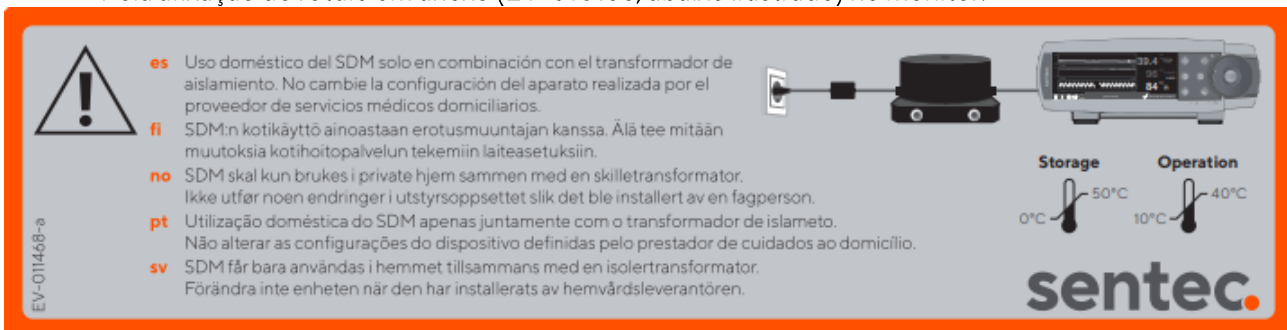 es Uso doméstico del SDM solo en combinación con el transformador de
aislamiento. No cambie la configuración del aparato realizada por el
proveedor de servicios médicos domiciliarios.
fi SDM:n kotikäyttö ainoastaan erotusmuuntajan kanssa. Älä tee mitään
muutoksia kotihoitopalvelun tekemiin laiteasetuksiin.
no SDM skal kun brukes i private hjem sammen med en skilletransformator.
Ikke utfør noen endringer i utstyrsoppsettet slik det ble installert av en fagperson.
pt Utilização doméstica do SDM apenas juntamente com o transformador de islameto.
Não alterar as configurações do dispositivo definidas pelo prestador de cuidados ao domicílio.
sv SDM får bara användas i hemmet tillsammans med en isolertransformator.
Förändra inte enheten när den har installerats av hemvårdsleverantören.
EV-011468-a
39.4
84
Storage
50°C
0°C
Operation
40°C
10°C
sentec.